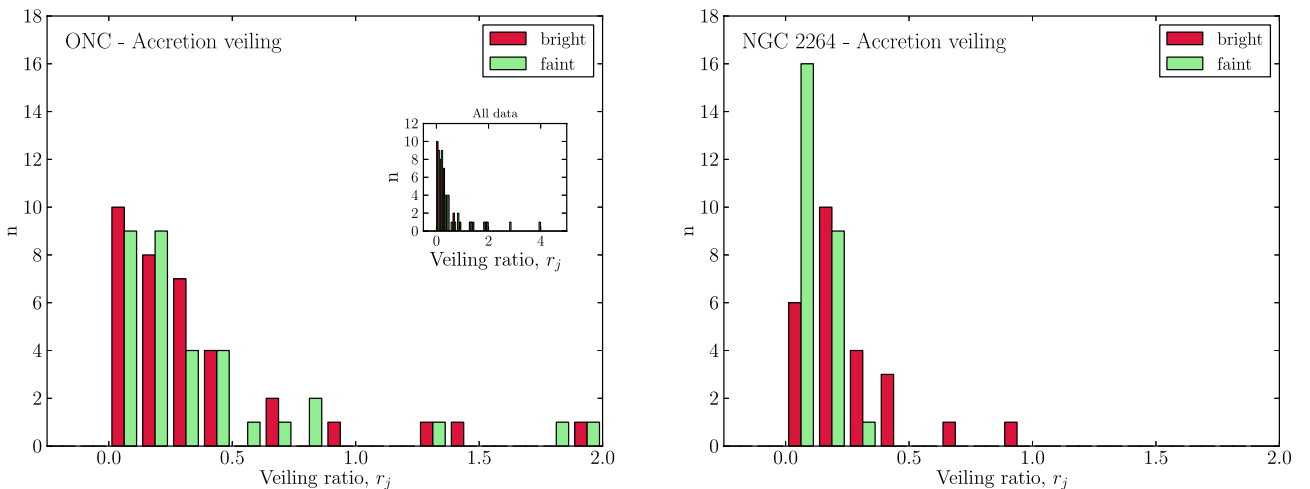 ONC - Accretion veiling
bright
faint
18
16
14
12
10
8
6
4
2
0
n
0.0 0.5 1.0 1.5 2.0
Veiling ratio, r_j
All data
12
10
8
6
4
2
0
n
0 2 4
Veiling ratio, r_j
NGC 2264 - Accretion veiling
bright
faint
18
16
14
12
10
8
6
4
2
0
n
0.0 0.5 1.0 1.5 2.0
Veiling ratio, r_j